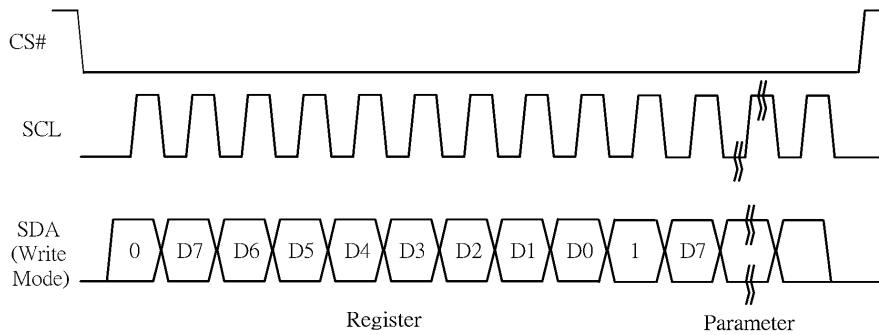 CS#
SCL
SDA
(Write
Mode)
0 D7 D6 D5 D4 D3 D2 D1 D0 1 D7
Register Parameter